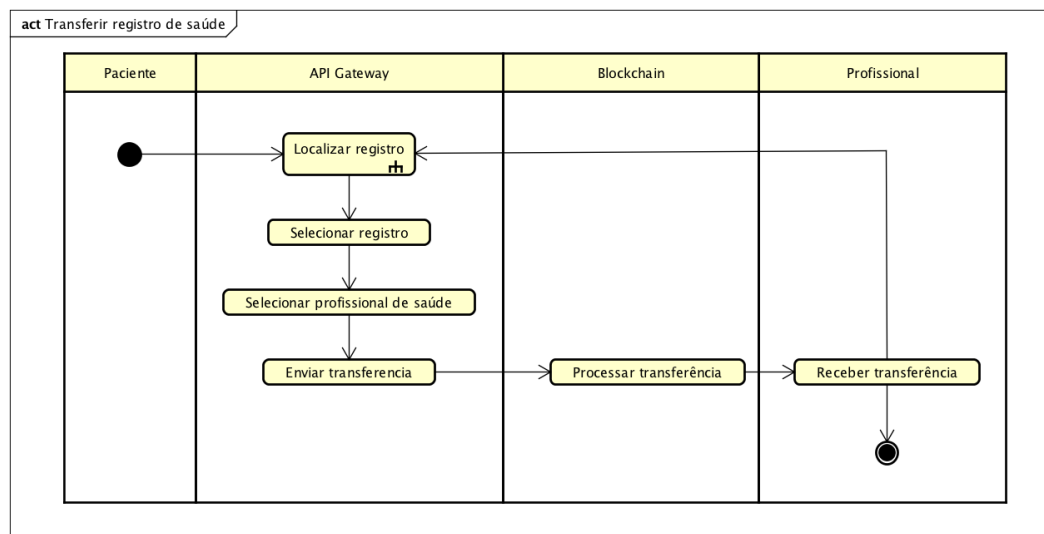 act Transferir registro de saúde
Paciente
API Gateway
Blockchain
Profissional
Localizar registro
Selecionar registro
Selecionar profissional de saúde
Enviar transferencia
Processar transferência
Receber transferência